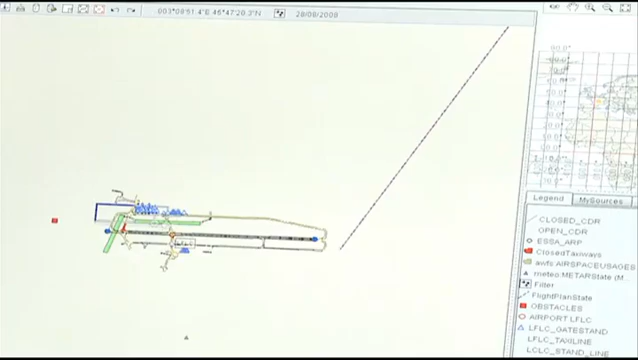 003°08'51.4"E 46°47'20.3"N
28/08/2009
Legend
MySources
CLOSED_CDR
OPEN_CDR
ESSA_ARP
ClosedTaxiways
awfs:AIRSPACEUSAGES
meteo:METARState (M...
Filter
FlightPlanState
OBSTACLES
AIRPORT LFLC
LFLC_GATESTAND
LFLC_TAXILINE
LFLC_STAND_LINE